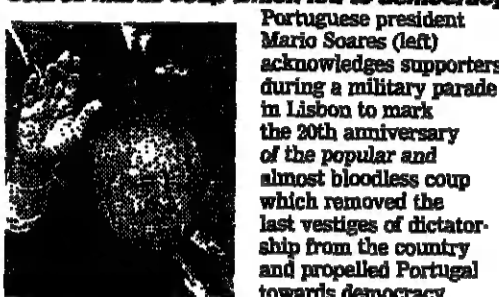 Portuguese president
Mario Soares (left)
acknowledges supporters
during a military parade
in Lisbon to mark
the 20th anniversary
of the popular and
almost bloodless coup
which removed the
last vestiges of dictator-
ship from the country
and propelled Portugal
towards democracy